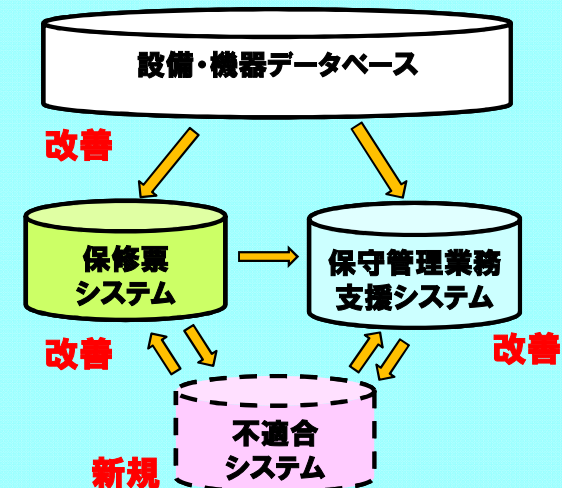 設備・機器データベース
改善
保修票
システム
保守管理業務
支援システム
改善
改善
不適合
システム
新規